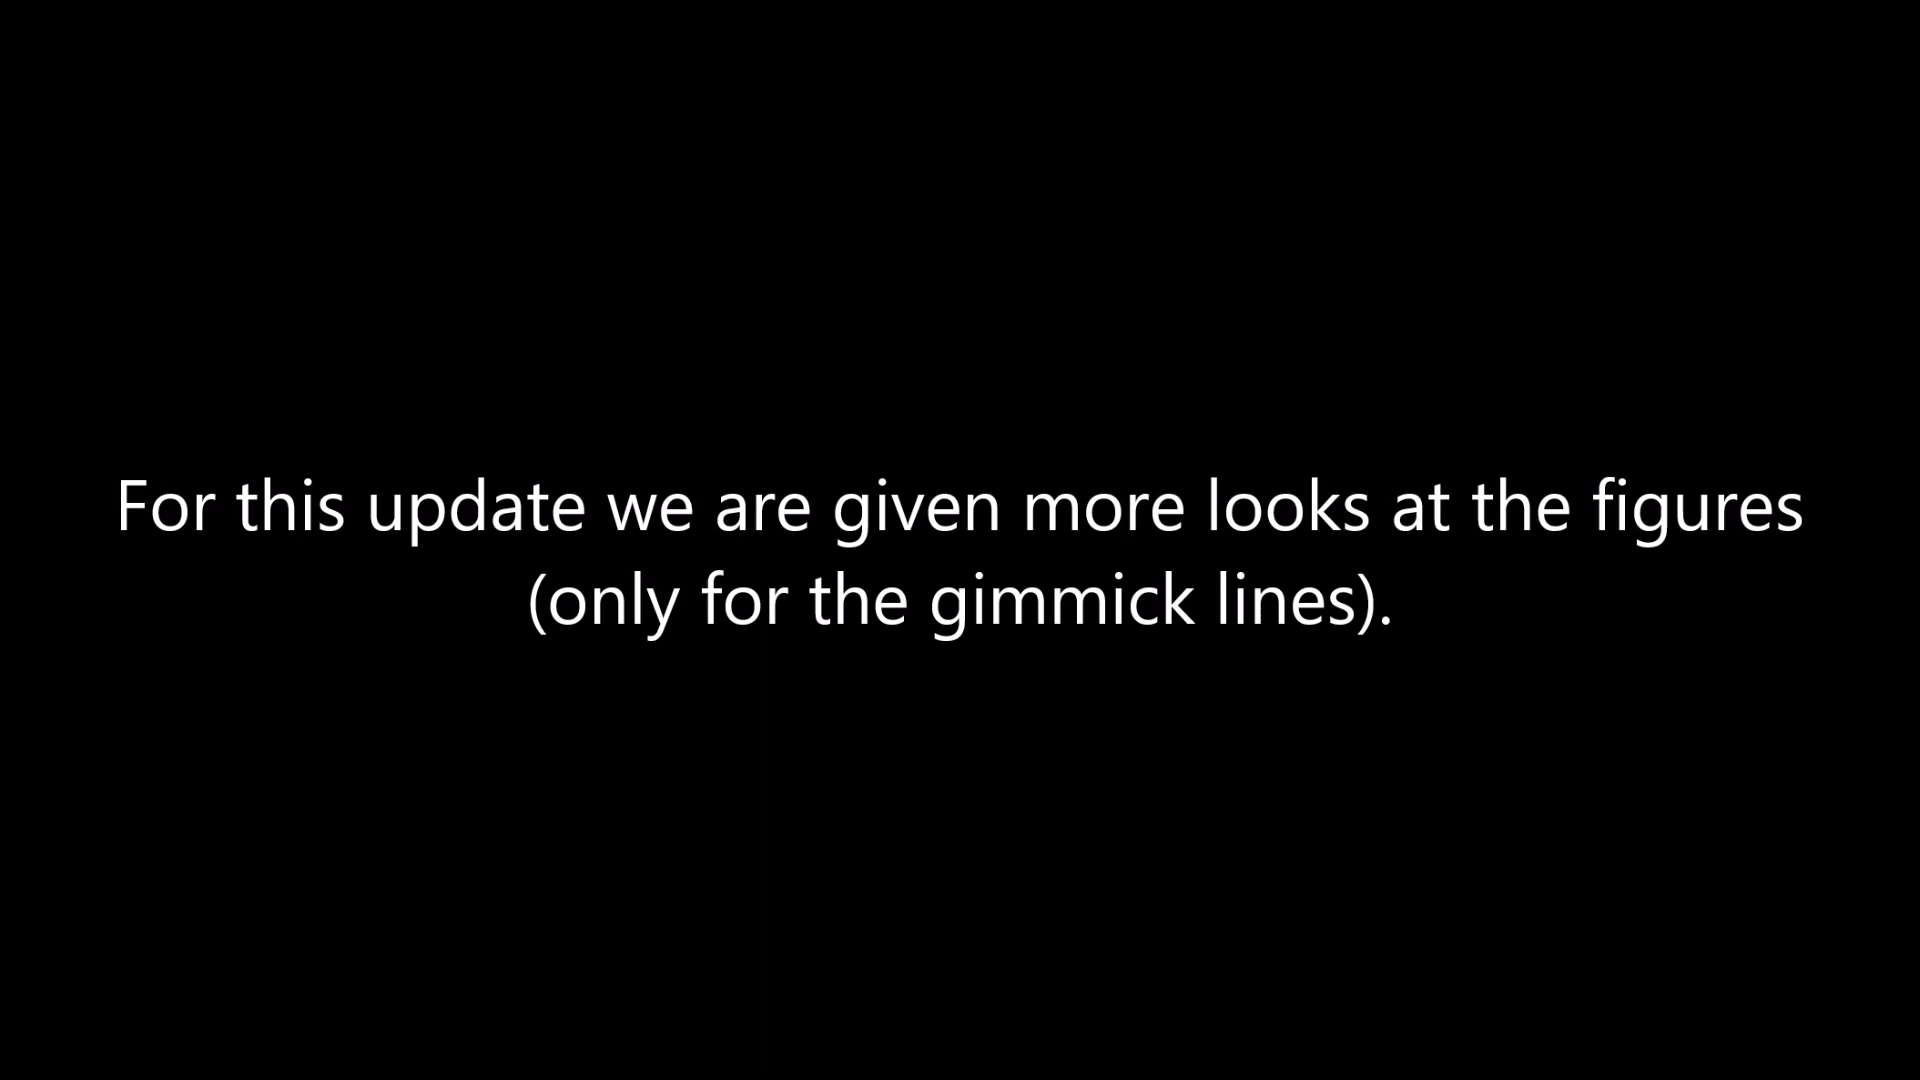 For this update we are given more looks at the figures
(only for the gimmick lines).